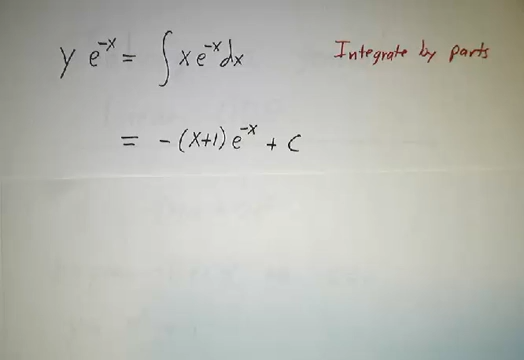 y e^{-x} = ∫ x e^{-x} dx Integrate by parts
= -(x+1) e^{-x} + C